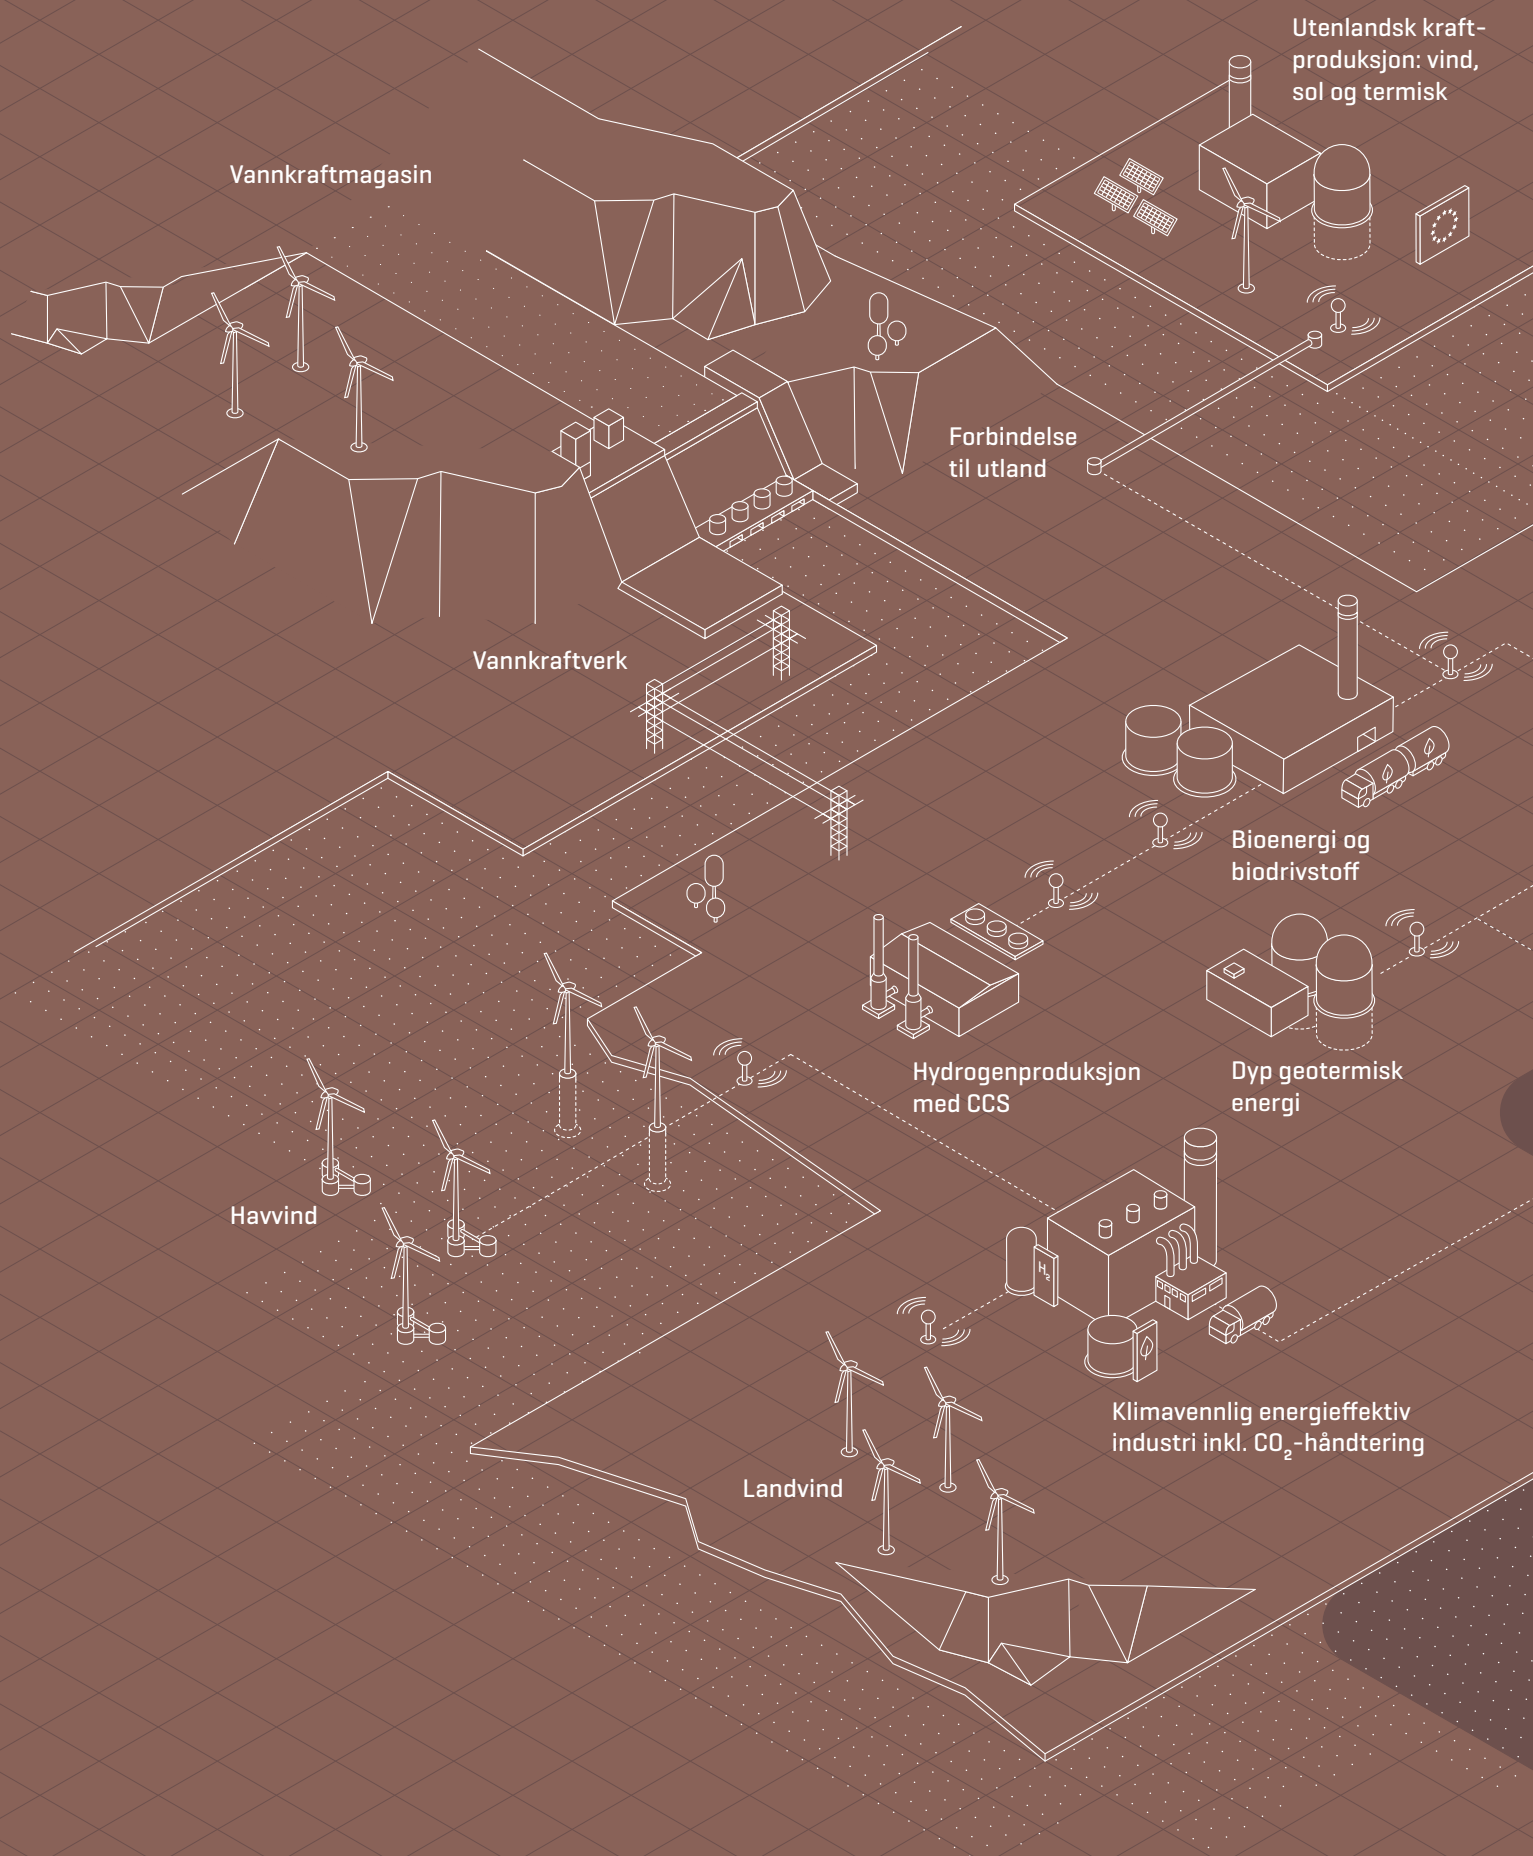 Utenlandsk kraft-
produksjon: vind,
sol og termisk
Vannkraftmagasin
Forbindelse
til utland
Vannkraftverk
Bioenergi og
biodrivstoff
Hydrogenproduksjon
med CCS
Dyp geotermisk
energi
Havvind
H₂
Klimavennlig energieffektiv
industri inkl. CO₂-håndtering
Landvind